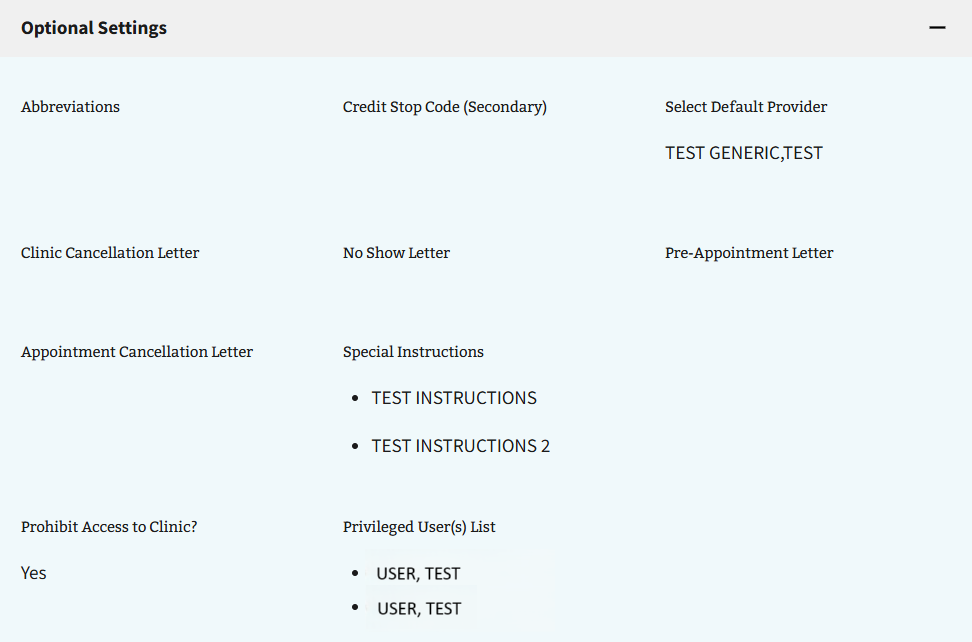 Optional Settings
Abbreviations
Credit Stop Code (Secondary)
Select Default Provider
TEST GENERIC,TEST
Clinic Cancellation Letter
No Show Letter
Pre-Appointment Letter
Appointment Cancellation Letter
Special Instructions
• TEST INSTRUCTIONS
• TEST INSTRUCTIONS 2
Prohibit Access to Clinic?
Yes
Privileged User(s) List
• USER, TEST
• USER, TEST